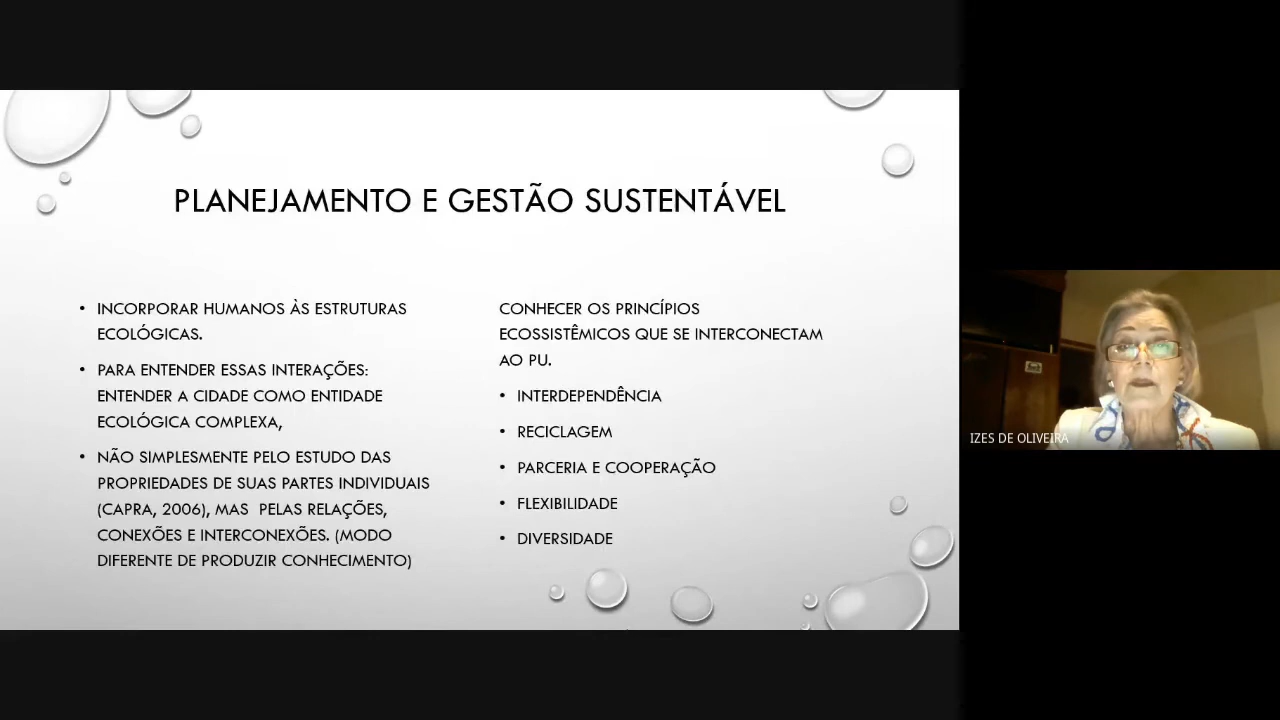 PLANEJAMENTO E GESTÃO SUSTENTÁVEL
• INCORPORAR HUMANOS ÀS ESTRUTURAS
ECOLÓGICAS.
• PARA ENTENDER ESSAS INTERAÇÕES:
ENTENDER A CIDADE COMO ENTIDADE
ECOLÓGICA COMPLEXA,
• NÃO SIMPLESMENTE PELO ESTUDO DAS
PROPRIEDADES DE SUAS PARTES INDIVIDUAIS
(CAPRA, 2006), MAS PELAS RELAÇÕES,
CONEXÕES E INTERCONEXÕES. (MODO
DIFERENTE DE PRODUZIR CONHECIMENTO)
CONHECER OS PRINCÍPIOS
ECOSSISTÊMICOS QUE SE INTERCONECTAM
AO PU.
• INTERDEPENDÊNCIA
• RECICLAGEM
• PARCERIA E COOPERAÇÃO
• FLEXIBILIDADE
• DIVERSIDADE
IZES DE OLIVEIRA